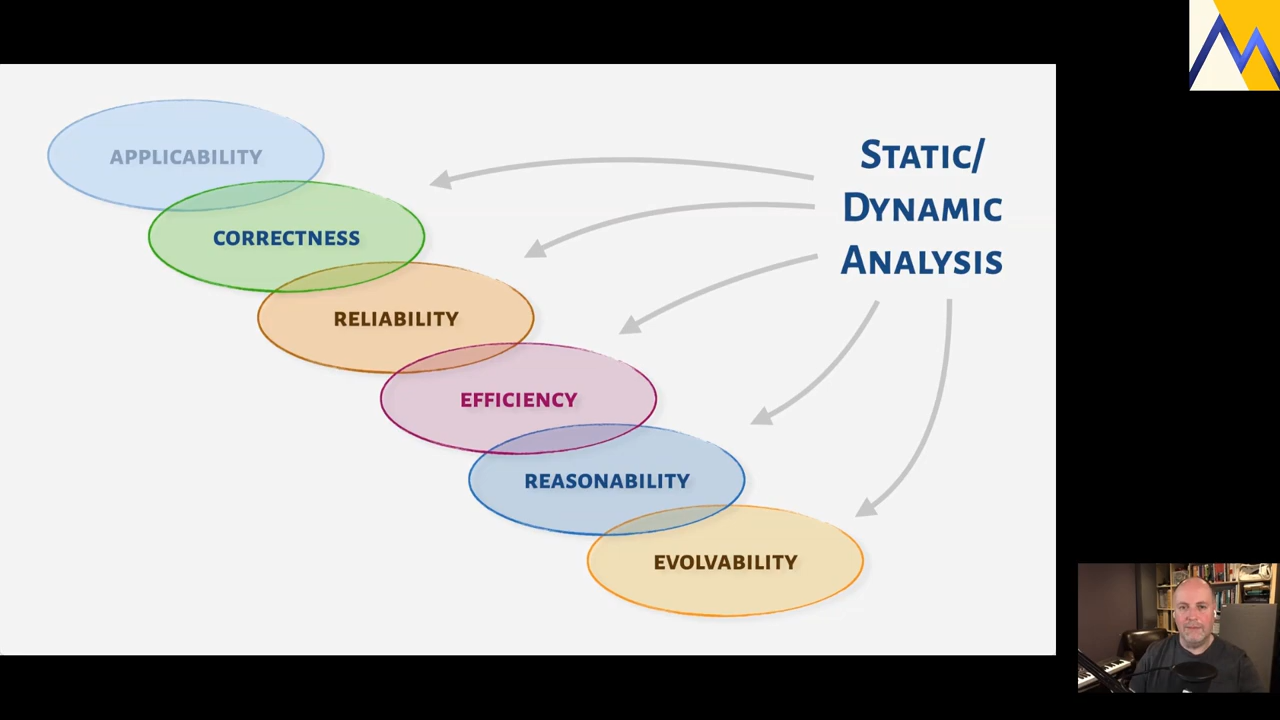 APPLICABILITY
CORRECTNESS
RELIABILITY
EFFICIENCY
REASONABILITY
EVOLVABILITY
STATIC/
DYNAMIC
ANALYSIS